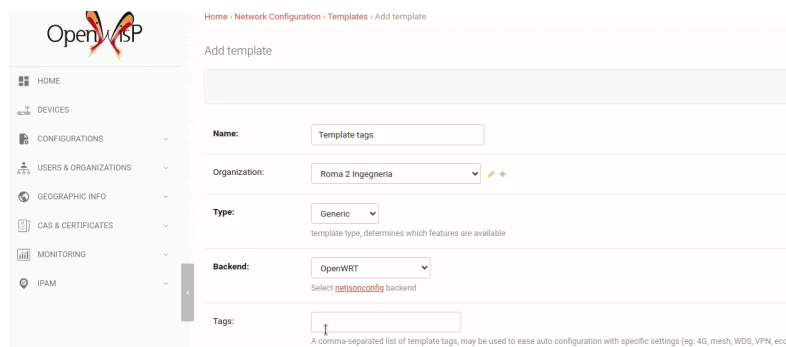 OpenWISP
Home › Network Configuration › Templates › Add template
Add template
HOME
DEVICES
CONFIGURATIONS
USERS & ORGANIZATIONS
GEOGRAPHIC INFO
CAS & CERTIFICATES
MONITORING
IPAM
Name:
Template tags
Organization:
Roma 2 Ingegneria
Type:
Generic
template type, determines which features are available
Backend:
OpenWRT
Select netjsonconfig backend
Tags:
A comma-separated list of template tags, may be used to ease auto configuration with specific settings (eg: 4G, mesh, WDS, VPN, ecc